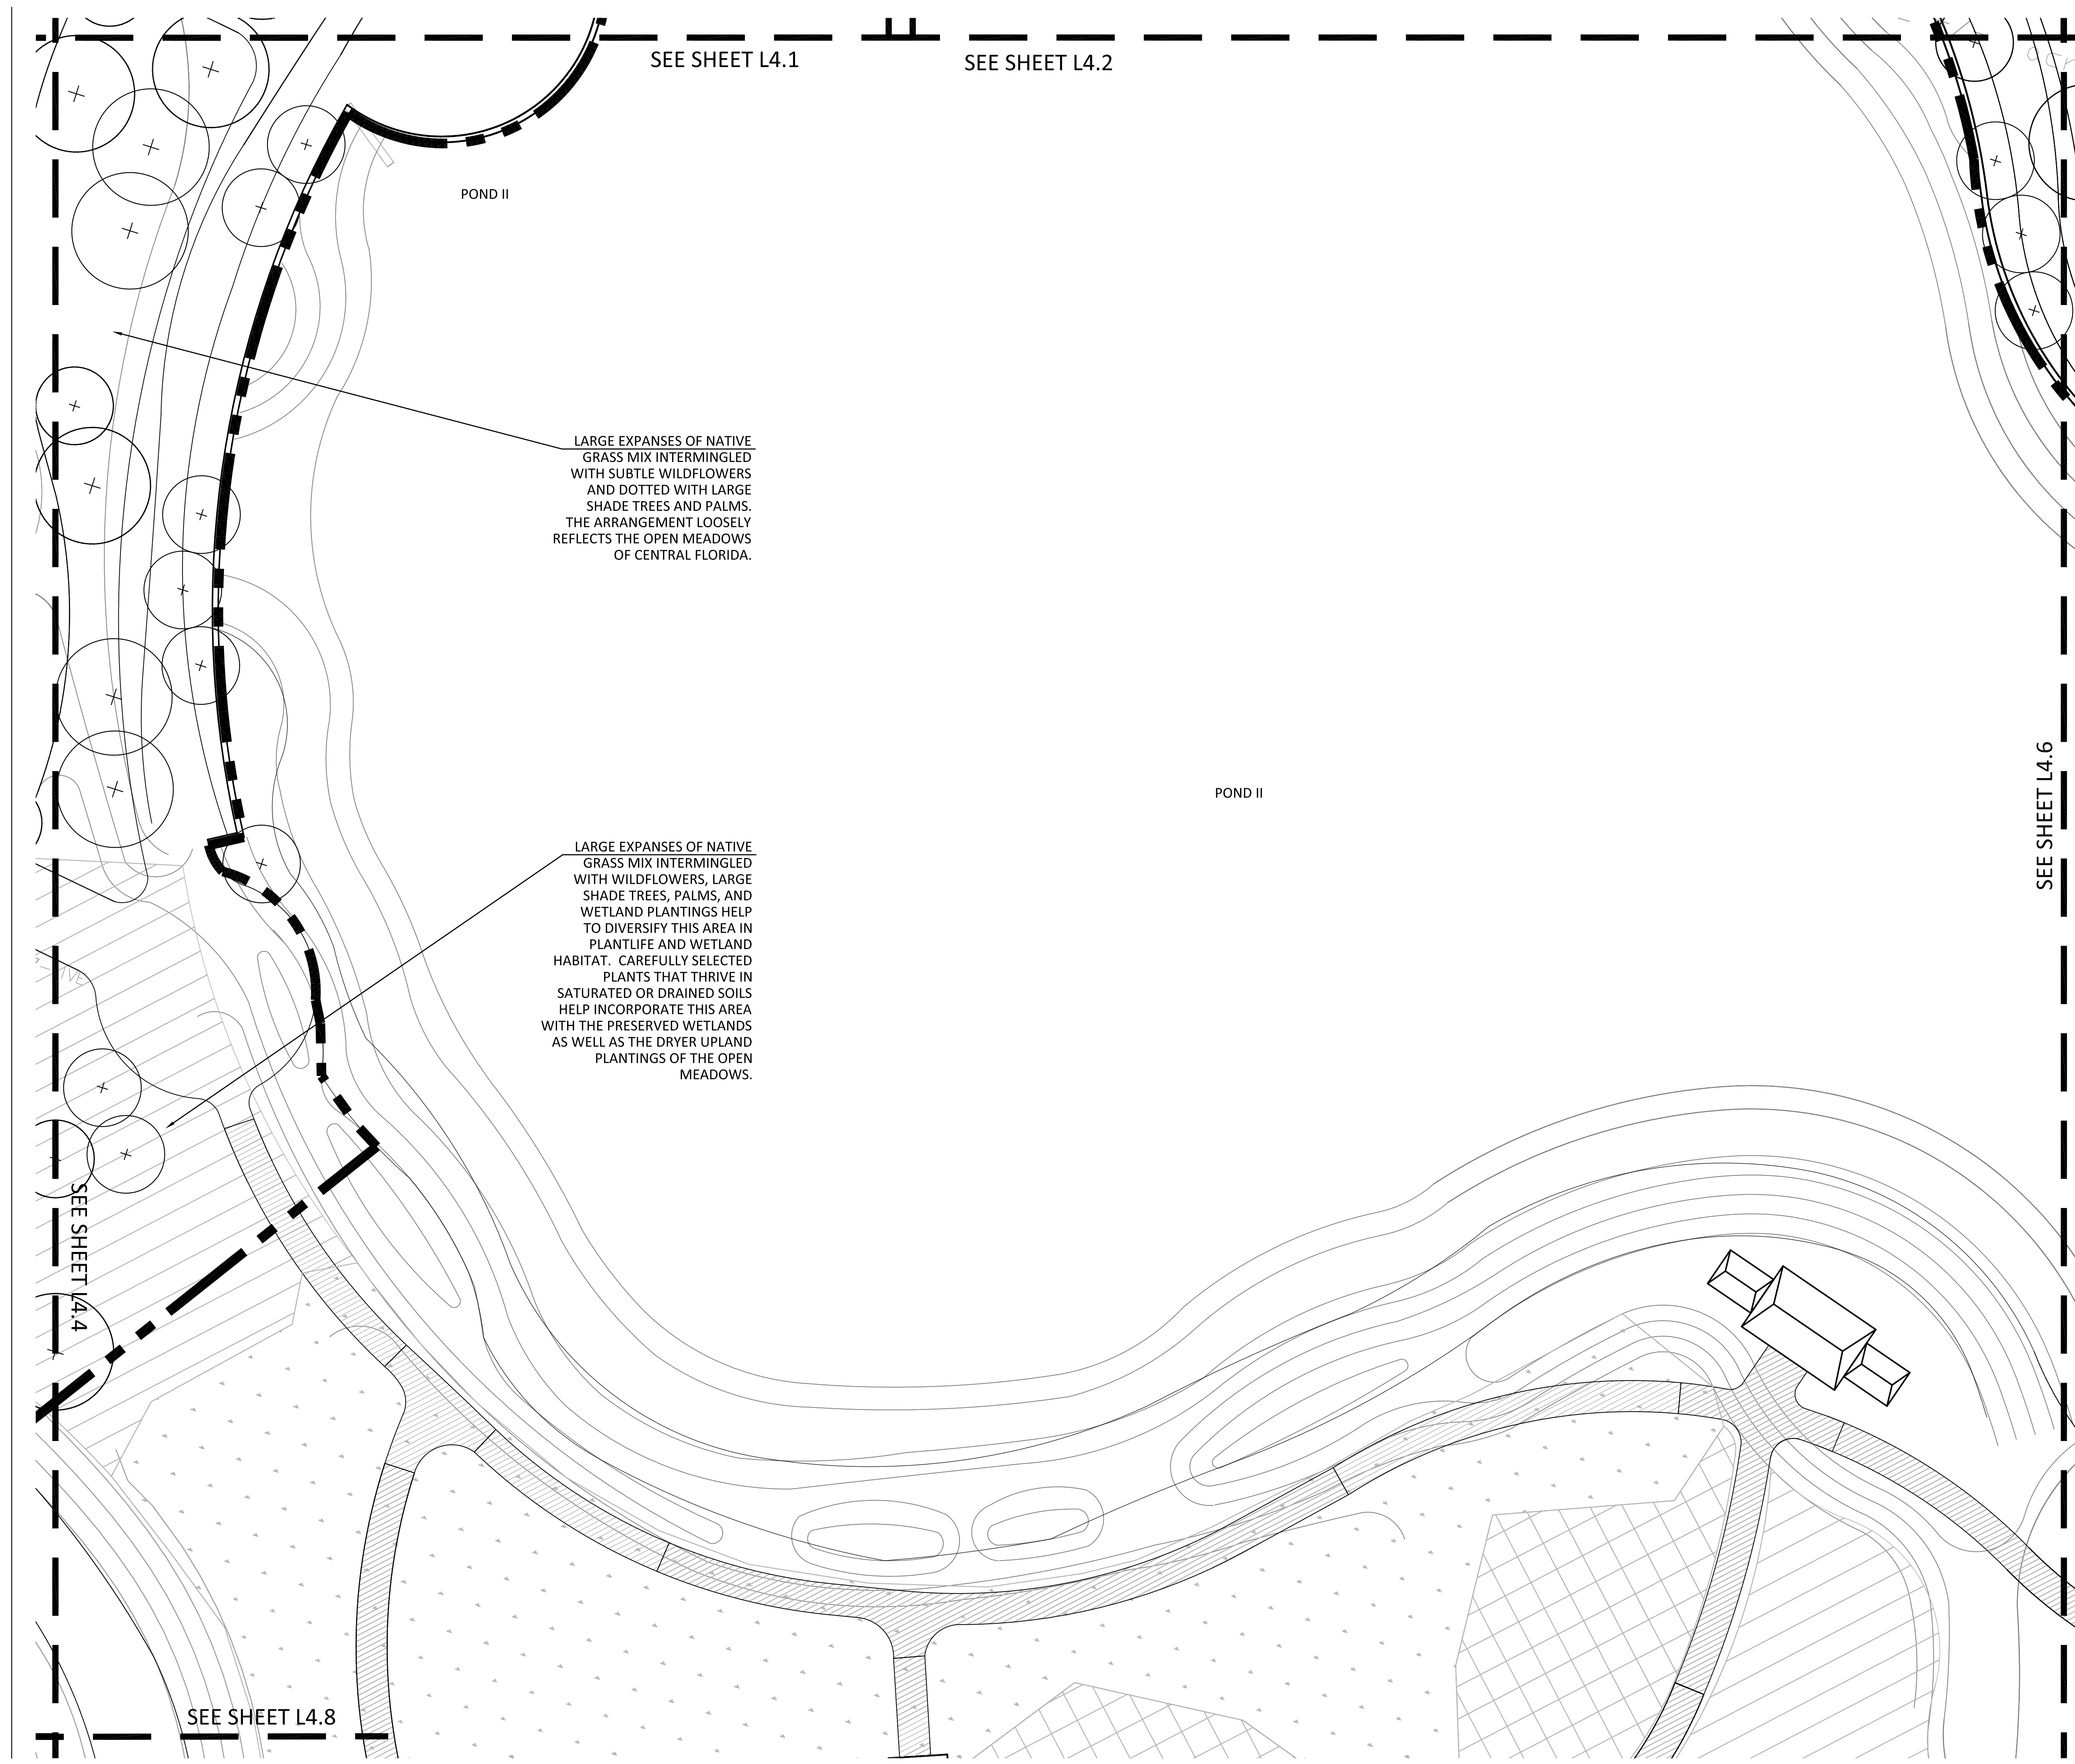 SEE SHEET L4.1
SEE SHEET L4.2
POND II
LARGE EXPANSES OF NATIVE
GRASS MIX INTERMINGLED
WITH SUBTLE WILDFLOWERS
AND DOTTED WITH LARGE
SHADE TREES AND PALMS.
THE ARRANGEMENT LOOSELY
REFLECTS THE OPEN MEADOWS
OF CENTRAL FLORIDA.
POND II
SEE SHEET L4.6
LARGE EXPANSES OF NATIVE
GRASS MIX INTERMINGLED
WITH WILDFLOWERS, LARGE
SHADE TREES, PALMS, AND
WETLAND PLANTINGS HELP
TO DIVERSIFY THIS AREA IN
PLANTLIFE AND WETLAND
HABITAT.  CAREFULLY SELECTED
PLANTS THAT THRIVE IN
SATURATED OR DRAINED SOILS
HELP INCORPORATE THIS AREA
WITH THE PRESERVED WETLANDS
AS WELL AS THE DRYER UPLAND
PLANTINGS OF THE OPEN
MEADOWS.
SEE SHEET L4.4
SEE SHEET L4.8